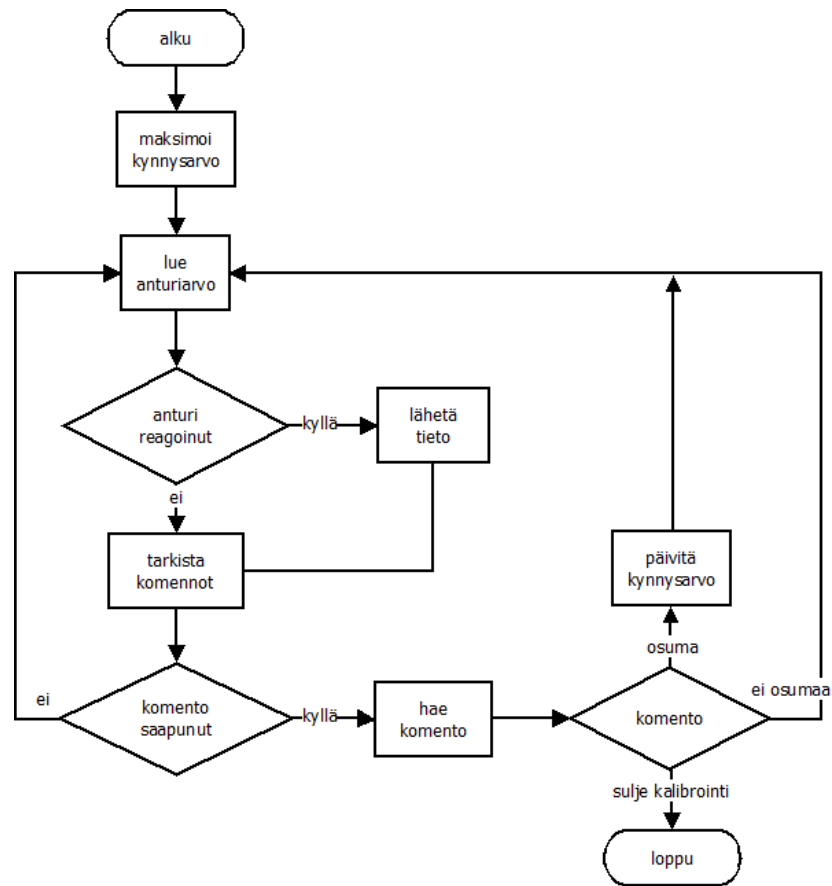 alku
maksimoi
kynnysarvo
lue
anturiarvo
anturi
reagoinut
kyllä
lähetä
tieto
ei
tarkista
komennot
päivitä
kynnysarvo
osuma
ei
komento
saapunut
kyllä
hae
komento
komento
ei osumaa
sulje kalibrointi
loppu